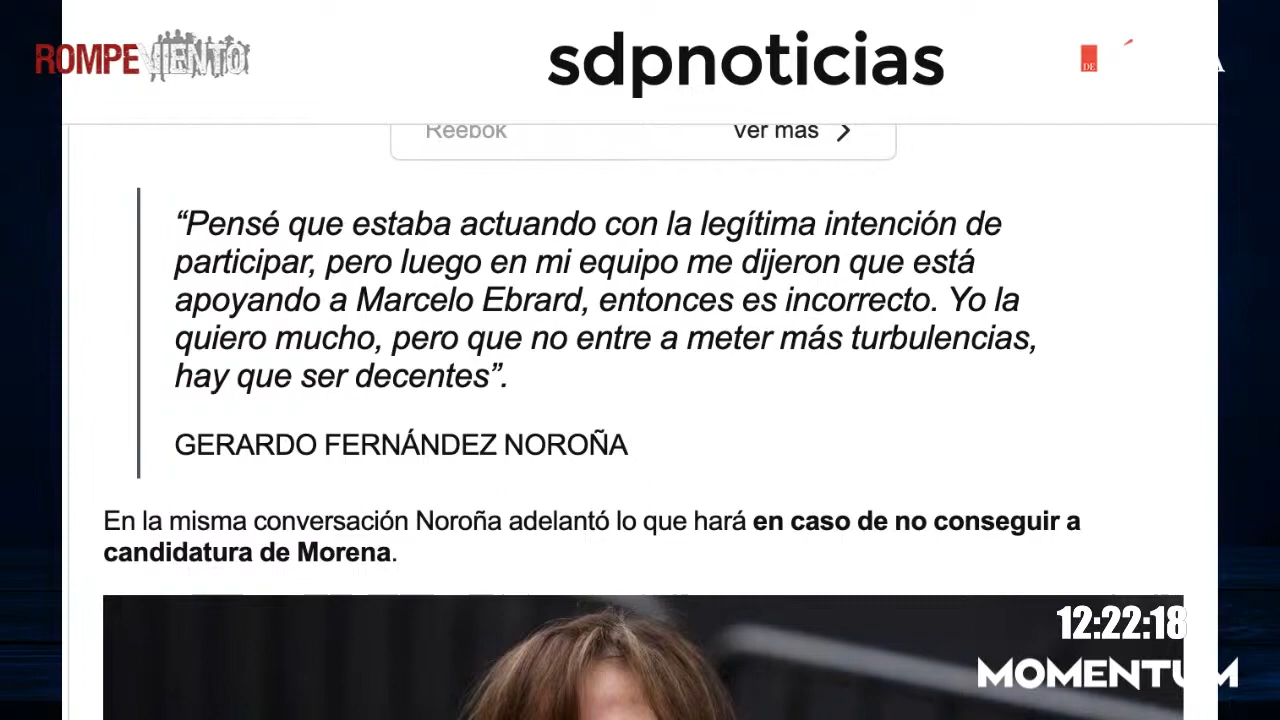 ROMPEVIENTO
sdpnoticias
DE
A
Reebok
Ver más
“Pensé que estaba actuando con la legítima intención de
participar, pero luego en mi equipo me dijeron que está
apoyando a Marcelo Ebrard, entonces es incorrecto. Yo la
quiero mucho, pero que no entre a meter más turbulencias,
hay que ser decentes”.
GERARDO FERNÁNDEZ NOROÑA
En la misma conversación Noroña adelantó lo que hará en caso de no conseguir a
candidatura de Morena.
12:22:18
MOMENTUM